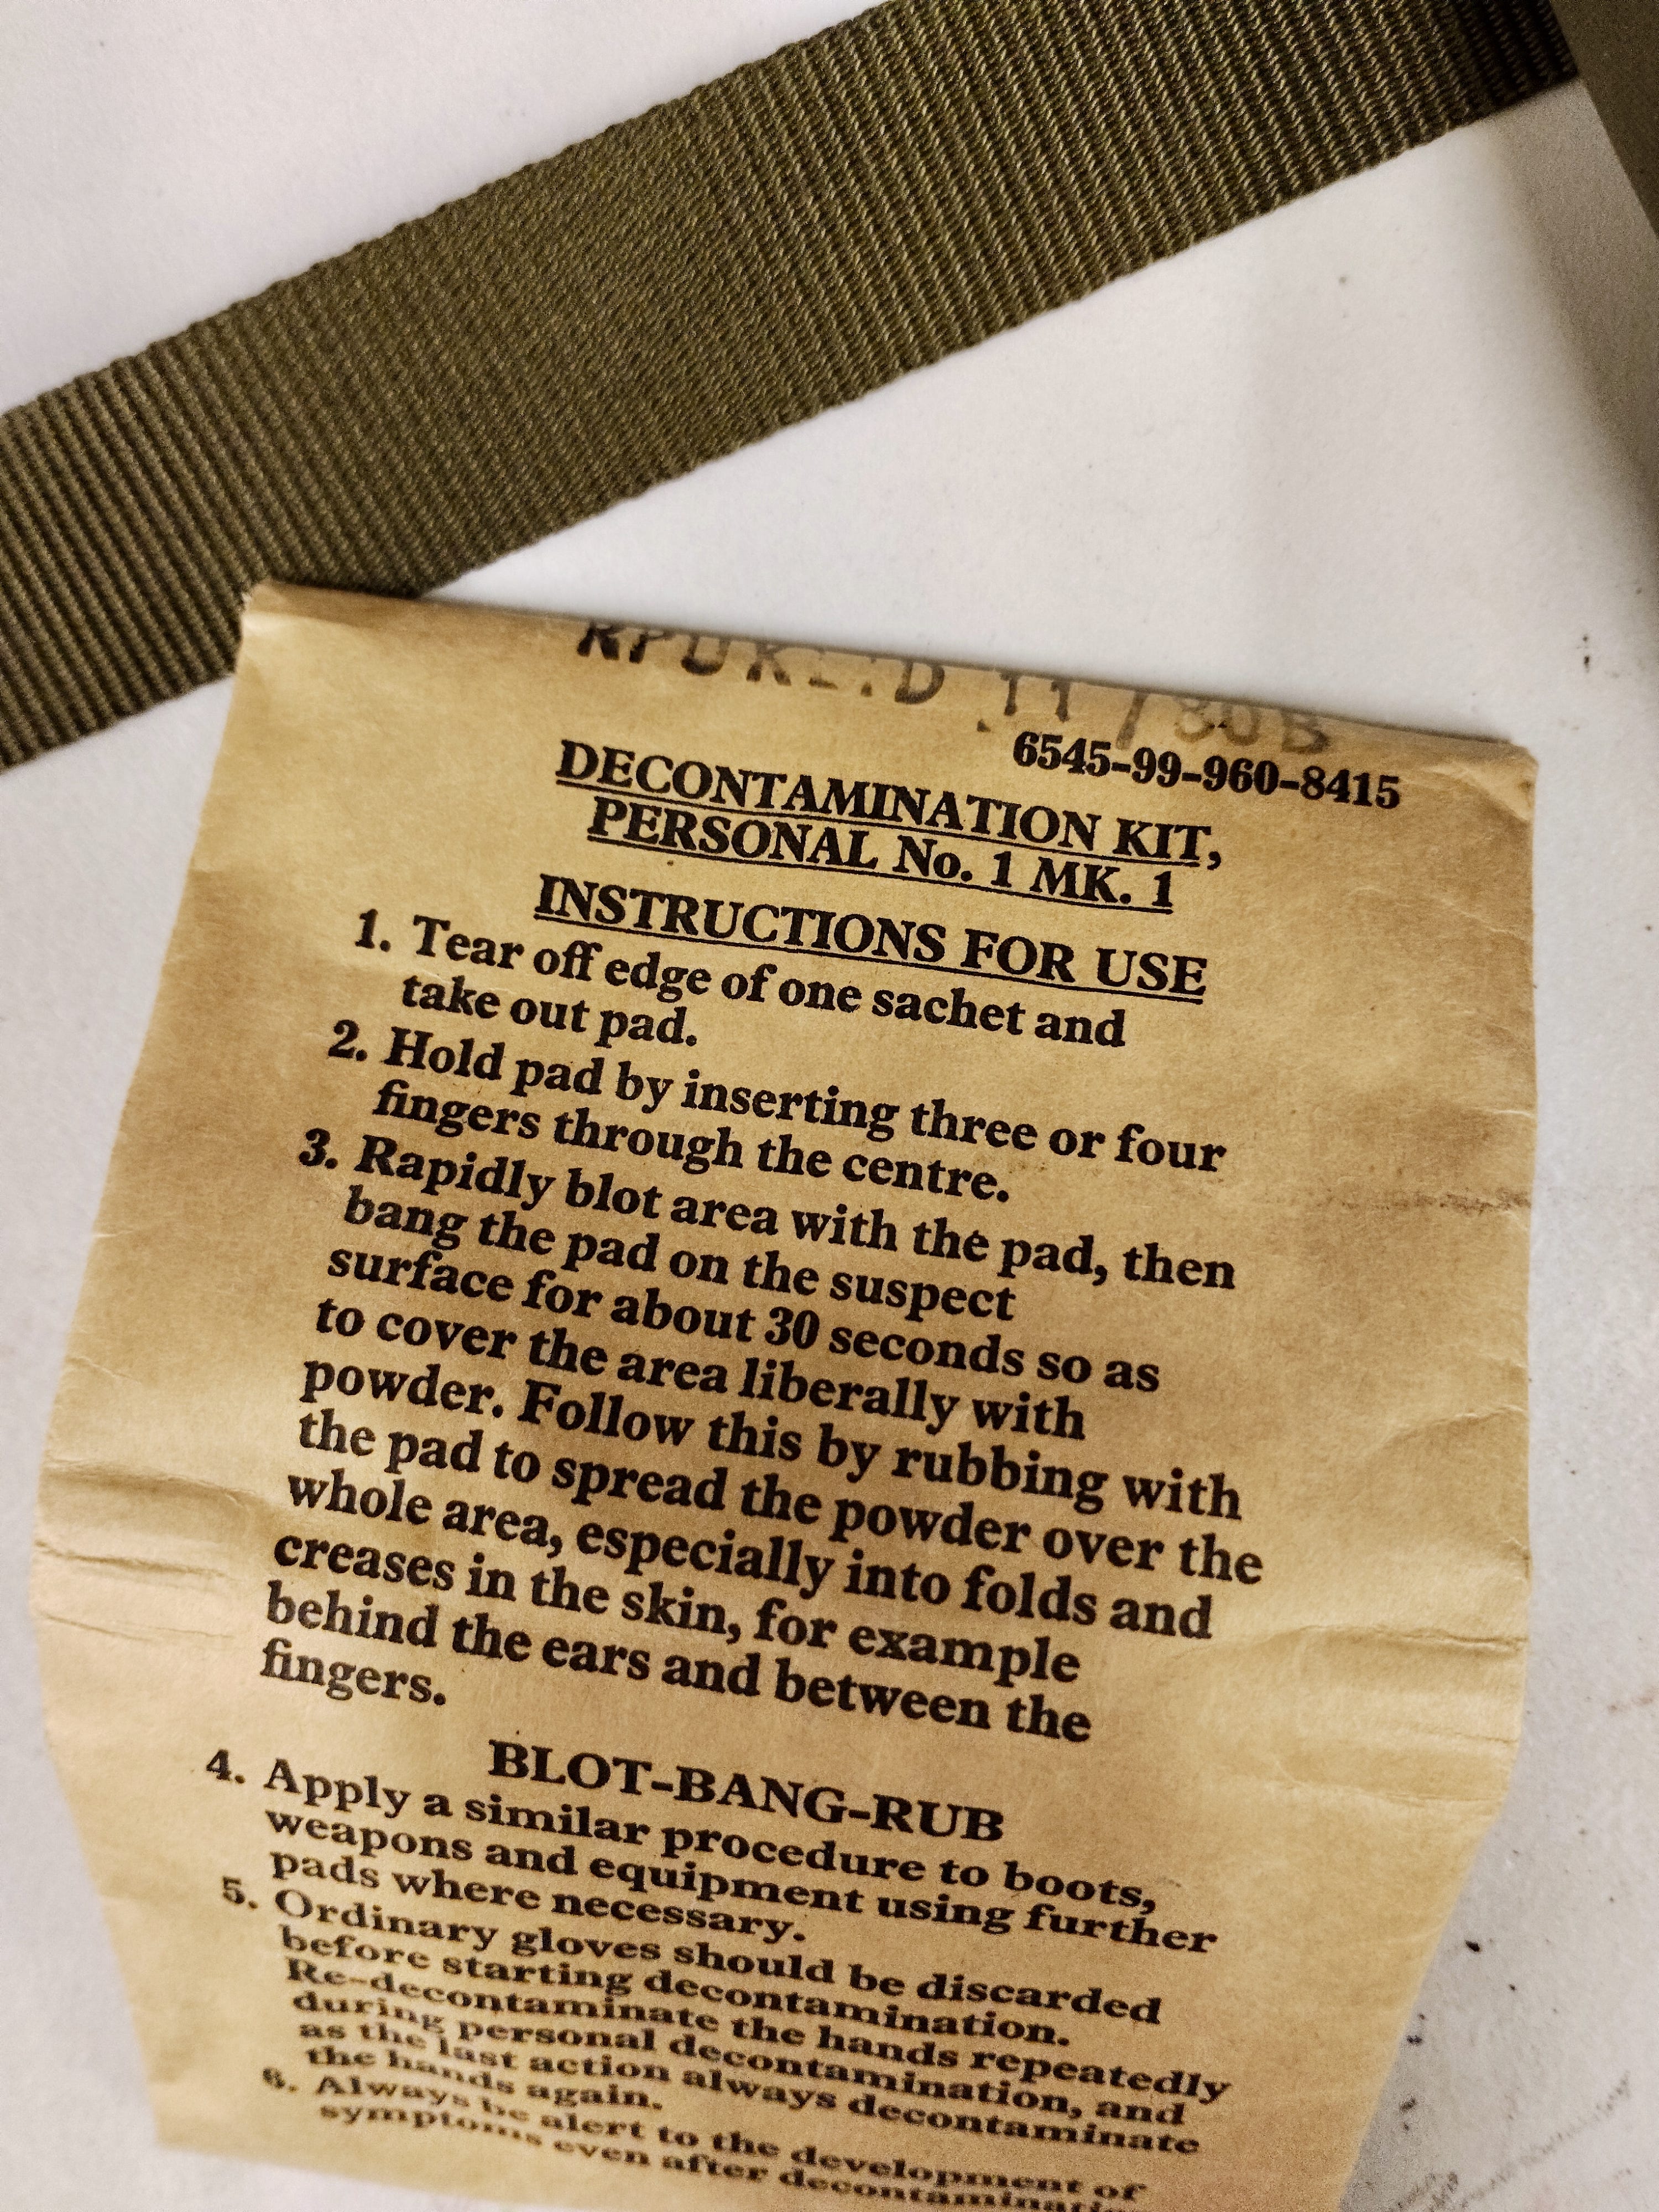 6545-99-960-8415
DECONTAMINATION KIT,
PERSONAL No. 1 MK. 1
INSTRUCTIONS FOR USE
1. Tear off edge of one sachet and
take out pad.
2. Hold pad by inserting three or four
fingers through the centre.
3. Rapidly blot area with the pad, then
bang the pad on the suspect
surface for about 30 seconds so as
to cover the area liberally with
powder. Follow this by rubbing with
the pad to spread the powder over the
whole area, especially into folds and
creases in the skin, for example
behind the ears and between the
fingers.
BLOT-BANG-RUB
4. Apply a similar procedure to boots,
weapons and equipment using further
pads where necessary.
5. Ordinary gloves should be discarded
before starting decontamination.
Re-decontaminate the hands repeatedly
during personal decontamination, and
as the last action always decontaminate
the hands again.
6. Always be alert to the development of
symptoms even after